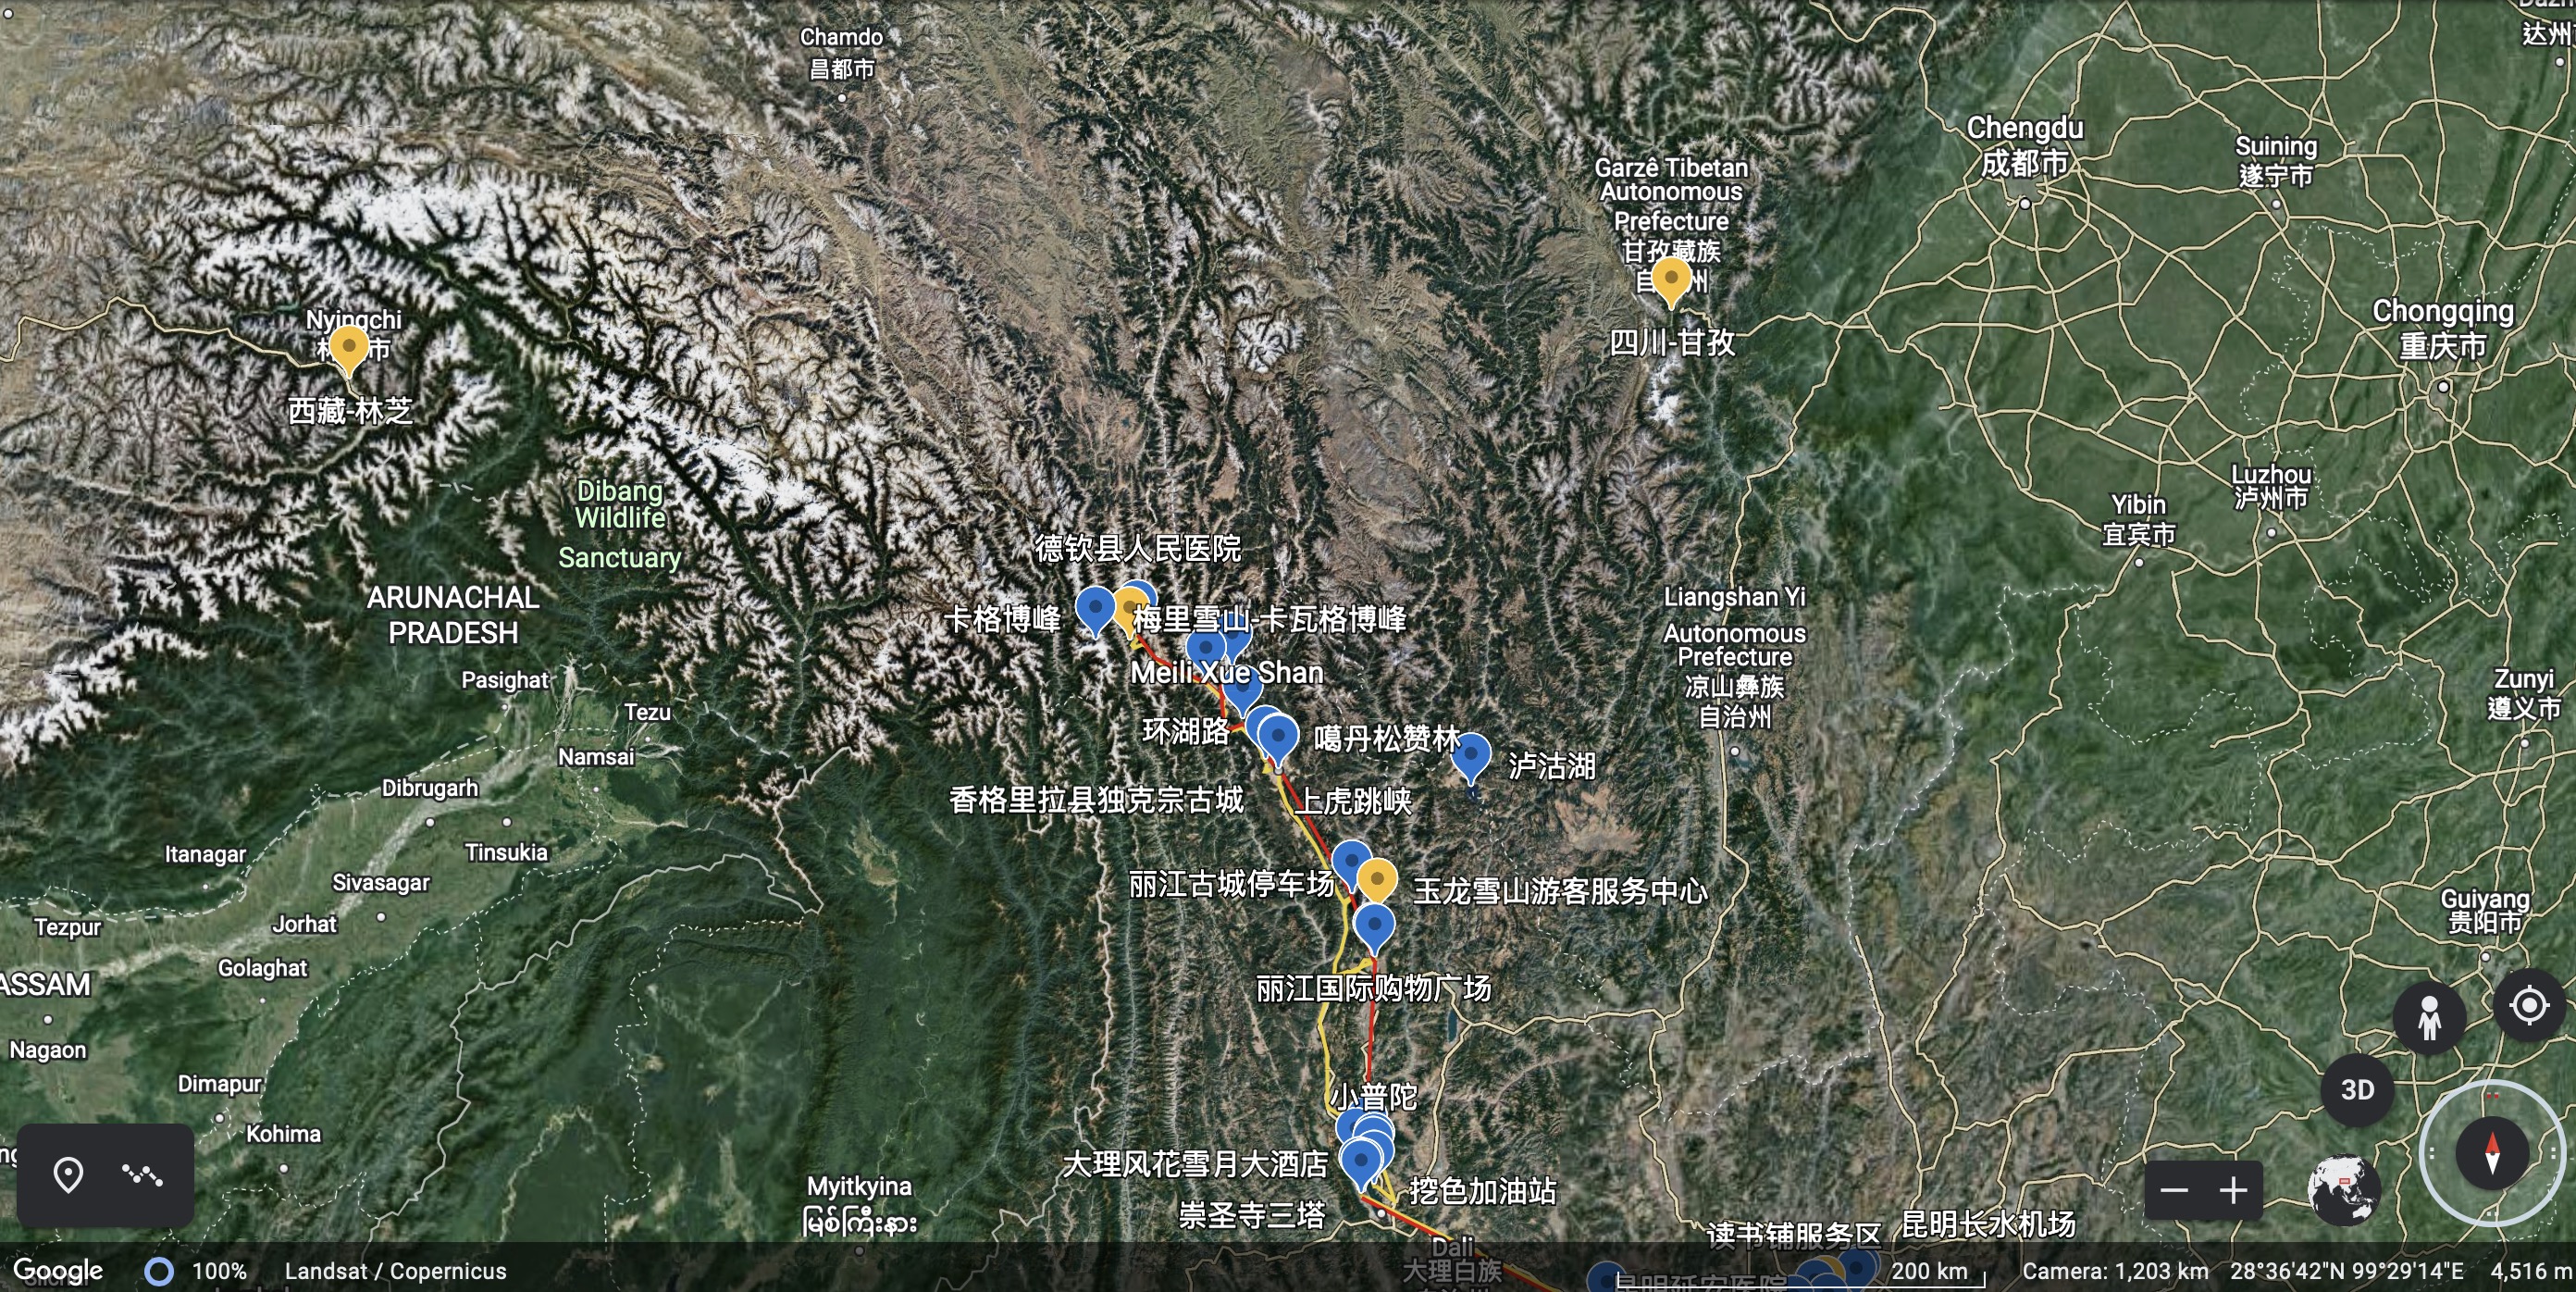 Chamdo
昌都市
达州
Chengdu
成都市
Suining
遂宁市
Garzê Tibetan
Autonomous
Prefecture
甘孜藏族
四川-甘孜
Chongqing
重庆市
Nyingchi
西藏-林芝
Luzhou
泸州市
Yibin
宜宾市
Dibang
Wildlife
Sanctuary
德钦县人民医院
卡格博峰
梅里雪山-卡瓦格博峰
Meili Xue Shan
ARUNACHAL
PRADESH
Liangshan Yi
Autonomous
Prefecture
凉山彝族
自治州
Pasighat
Tezu
Namsai
Zunyi
遵义市
环湖路
噶丹松赞林
泸沽湖
Dibrugarh
香格里拉县独克宗古城
上虎跳峡
Itanagar
Tinsukia
Sivasagar
丽江古城停车场
玉龙雪山游客服务中心
Guiyang
贵阳市
Tezpur
Jorhat
Golaghat
ASSAM
丽江国际购物广场
Nagaon
Dimapur
小普陀
3D
Kohima
大理风花雪月大酒店
挖色加油站
崇圣寺三塔
Myitkyina
မြစ်ကြီးနား
读书铺服务区
昆明长水机场
Dali
大理白族
昆明延安医院
Google
100%
Landsat / Copernicus
200 km
Camera: 1,203 km
28°36'42"N 99°29'14"E
4,516 m